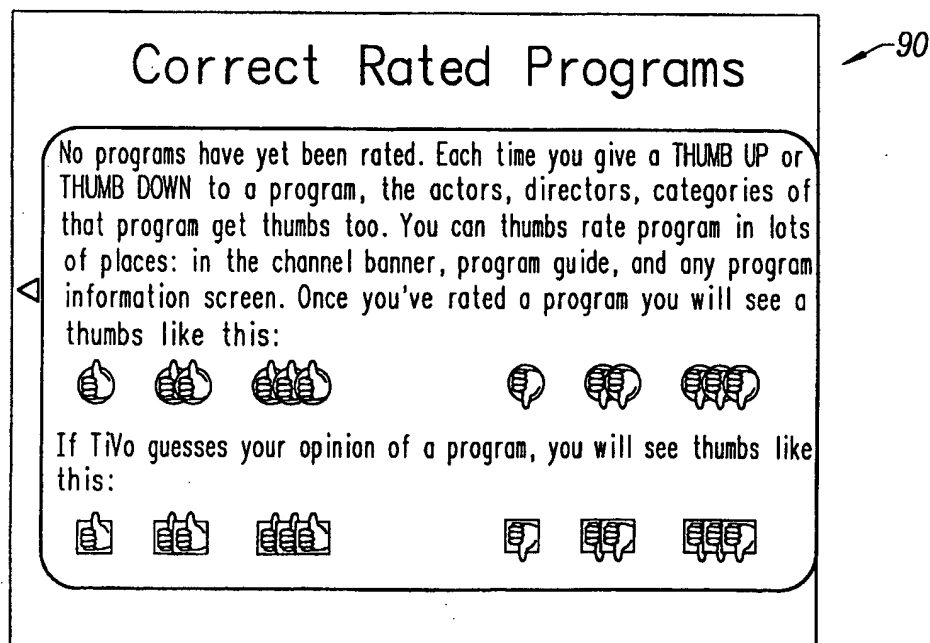 Correct Rated Programs
90
No programs have yet been rated. Each time you give a THUMB UP or
THUMB DOWN to a program, the actors, directors, categories of
that program get thumbs too. You can thumbs rate program in lots
of places: in the channel banner, program guide, and any program
information screen. Once you've rated a program you will see a
thumbs like this:
If TiVo guesses your opinion of a program, you will see thumbs like
this: